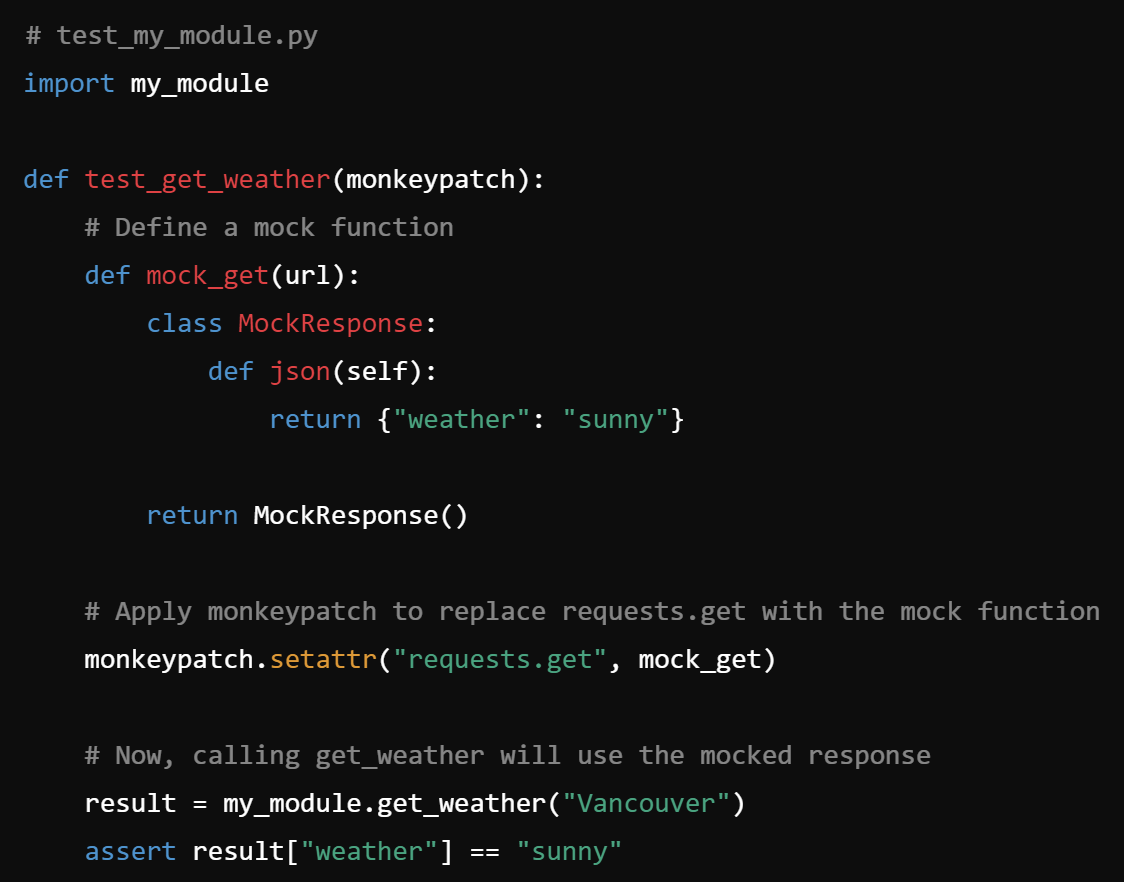 # test_my_module.py
import my_module

def test_get_weather(monkeypatch):
    # Define a mock function
    def mock_get(url):
        class MockResponse:
            def json(self):
                return {"weather": "sunny"}

        return MockResponse()

    # Apply monkeypatch to replace requests.get with the mock function
    monkeypatch.setattr("requests.get", mock_get)

    # Now, calling get_weather will use the mocked response
    result = my_module.get_weather("Vancouver")
    assert result["weather"] == "sunny"